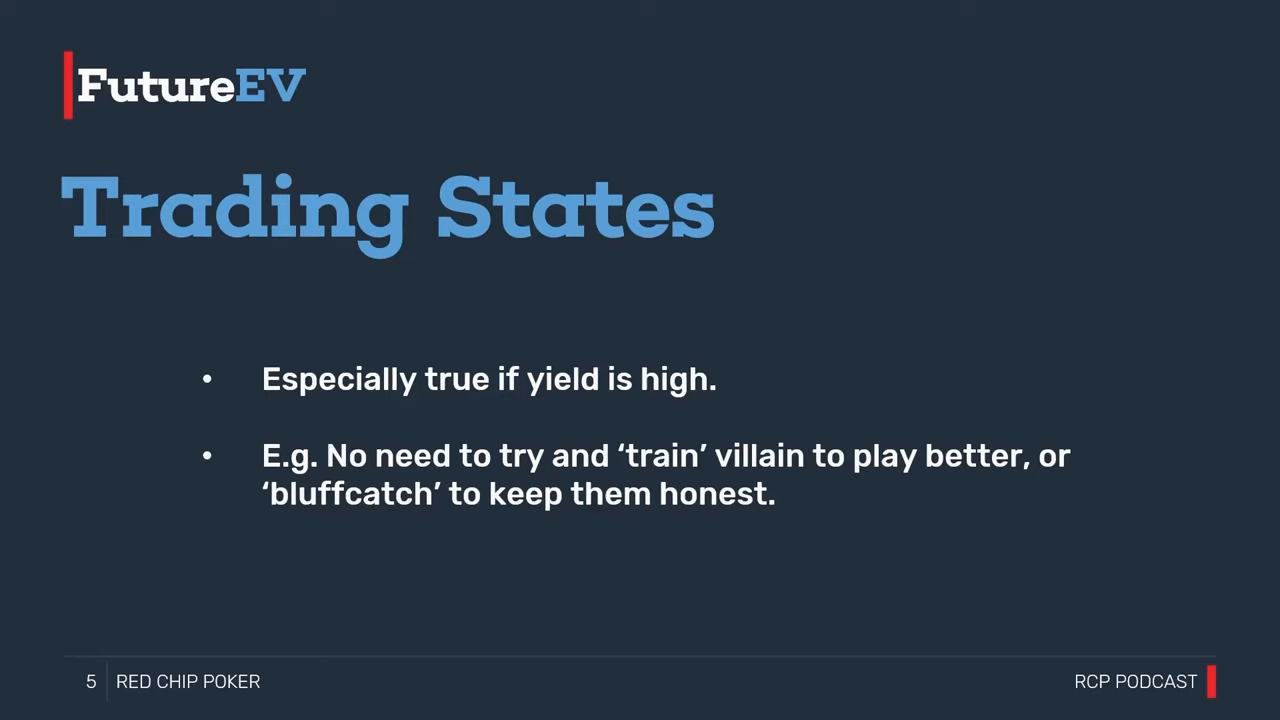 FutureEV
Trading States
• Especially true if yield is high.
• E.g. No need to try and ‘train’ villain to play better, or
‘bluffcatch’ to keep them honest.
5 RED CHIP POKER
RCP PODCAST